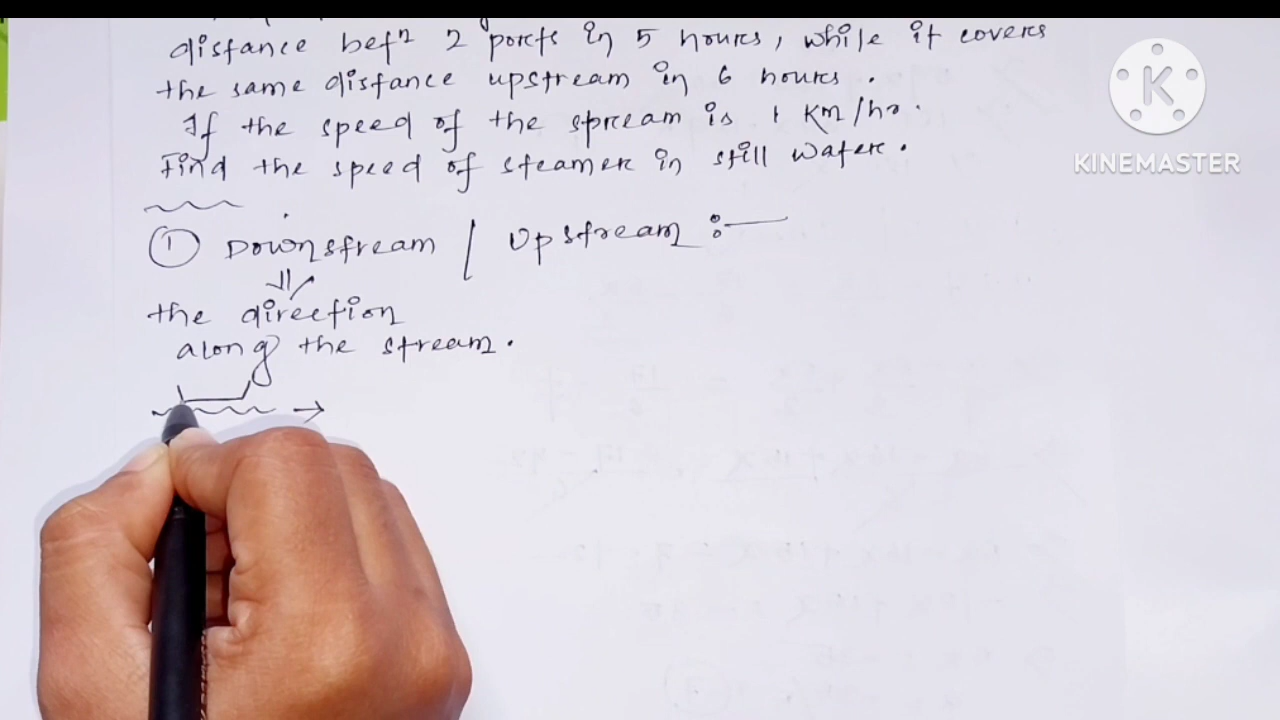 distance betn 2 ports in 5 hours, while it covers
the same distance upstream in 6 hours.
If the speed of the spream is 1 Km/hr.
Find the speed of steamer in still water.
① Downstream / Upstream :—
the direction
along the stream.
K
KINEMASTER